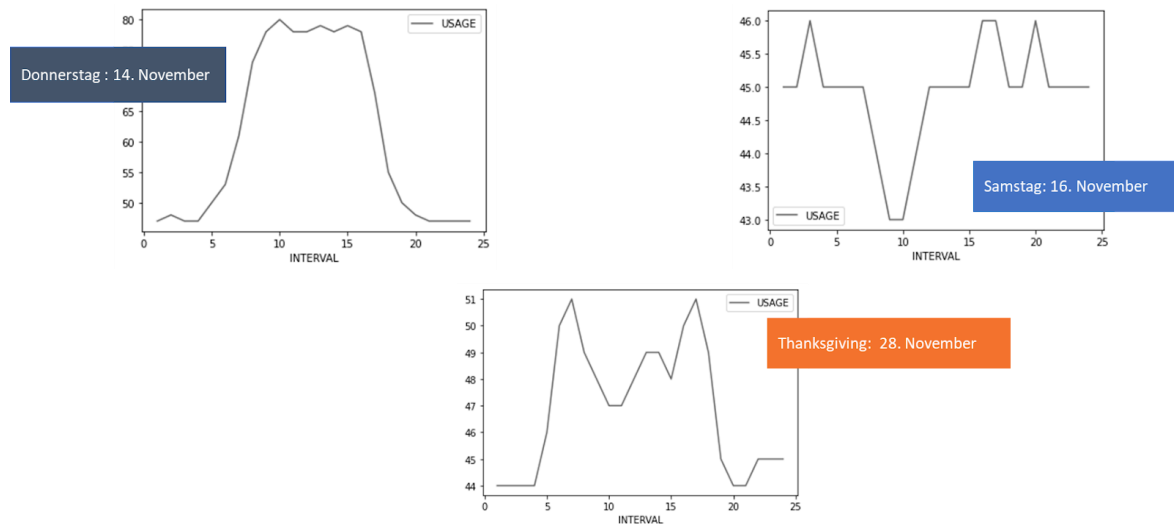 80
USAGE
Donnerstag : 14. November
65
60
55
50
0 5 10 15 20 25
INTERVAL
46.0
45.5
45.0
44.5
44.0
43.5
43.0
Samstag: 16. November
USAGE
0 5 10 15 20 25
INTERVAL
51
50
49
48
47
46
45
44
USAGE
Thanksgiving:  28. November
0 5 10 15 20 25
INTERVAL